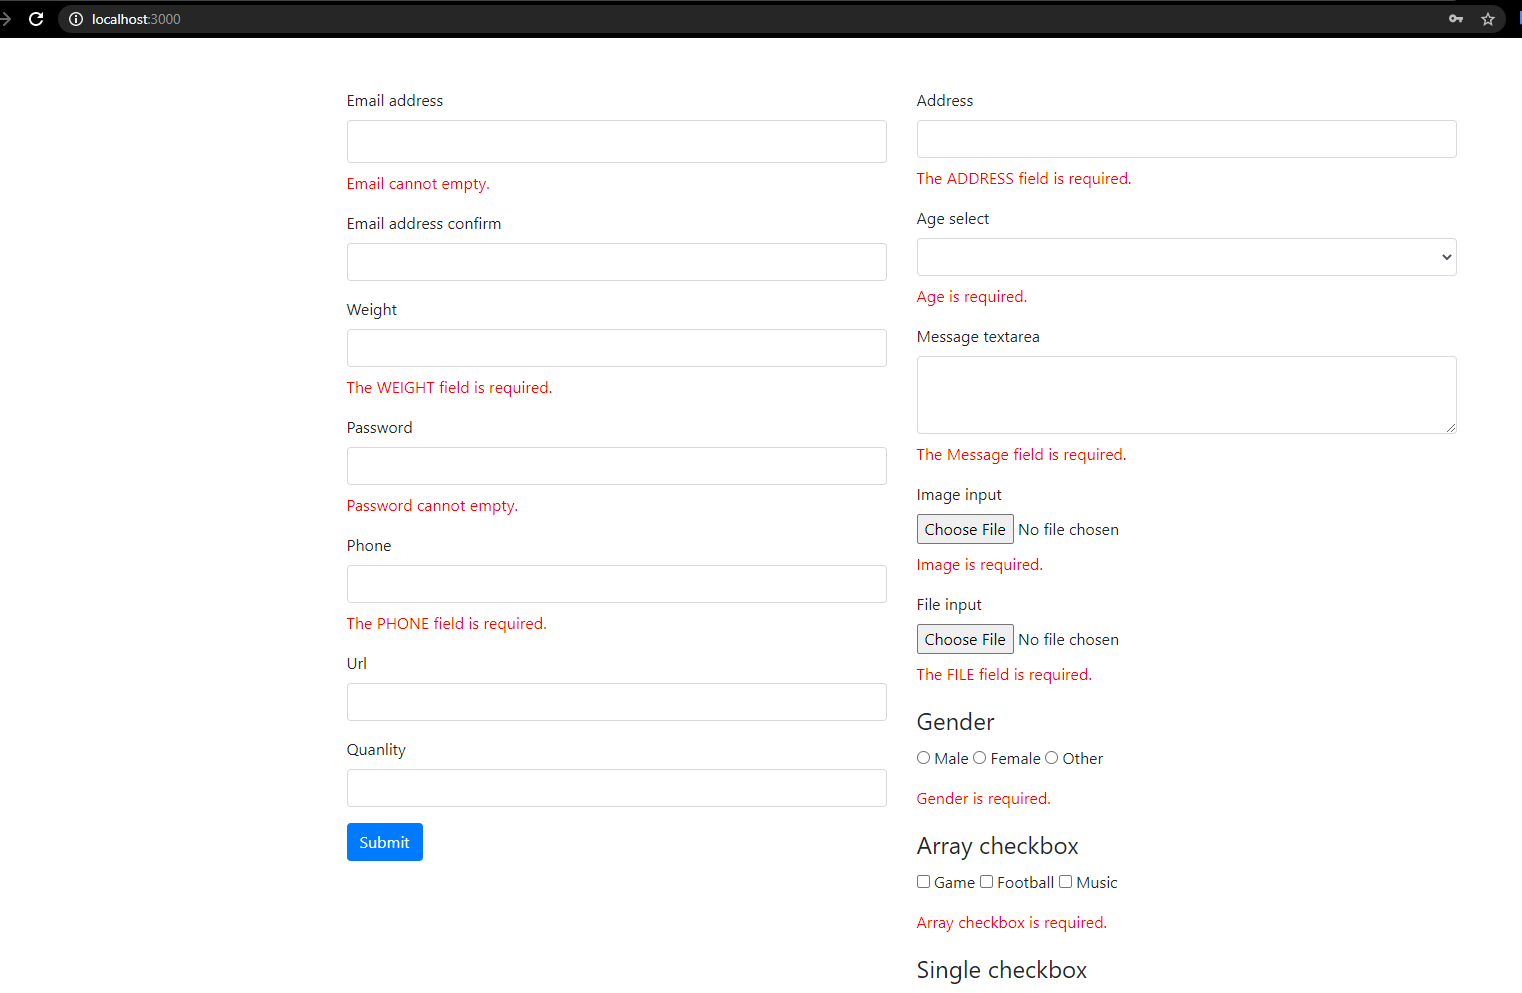 localhost:3000
Email address
Email cannot empty.
Email address confirm
Weight
The WEIGHT field is required.
Password
Password cannot empty.
Phone
The PHONE field is required.
Url
Quanlity
Submit
Address
The ADDRESS field is required.
Age select
Age is required.
Message textarea
The Message field is required.
Image input
Choose File No file chosen
Image is required.
File input
Choose File No file chosen
The FILE field is required.
Gender
Male Female Other
Gender is required.
Array checkbox
Game Football Music
Array checkbox is required.
Single checkbox